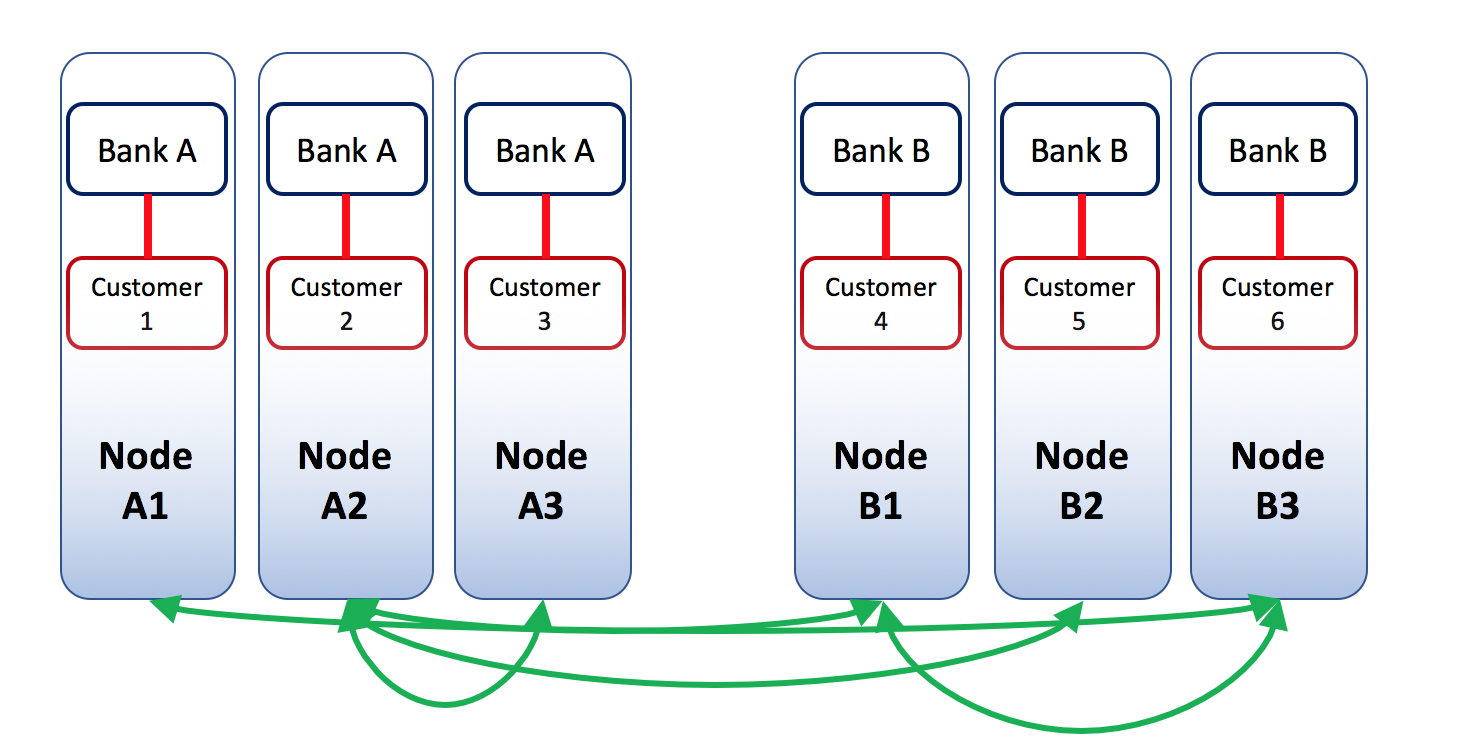 Bank A
Bank A
Bank A
Bank B
Bank B
Bank B
Customer
1
Customer
2
Customer
3
Customer
4
Customer
5
Customer
6
Node
A1
Node
A2
Node
A3
Node
B1
Node
B2
Node
B3